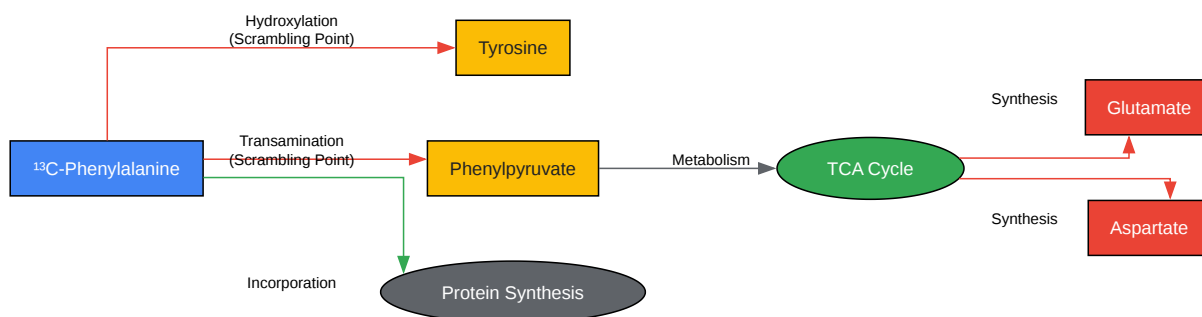 Hydroxylation
(Scrambling Point)
Tyrosine
Synthesis
Glutamate
¹³C-Phenylalanine
Transamination
(Scrambling Point)
Phenylpyruvate
Metabolism
TCA Cycle
Synthesis
Aspartate
Incorporation
Protein Synthesis